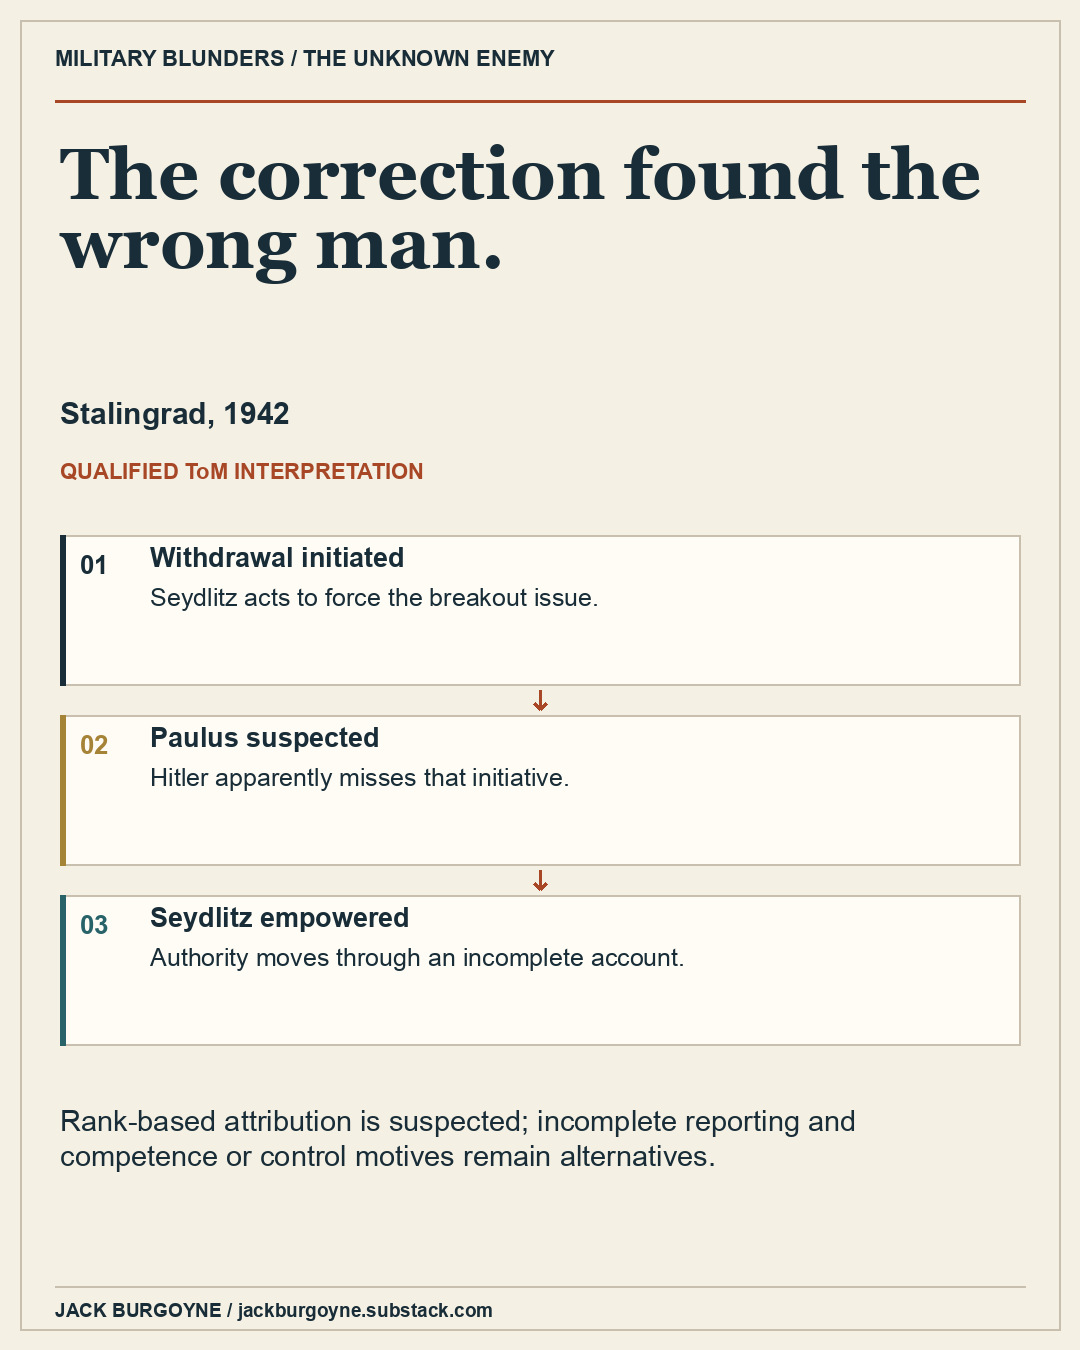 MILITARY BLUNDERS / THE UNKNOWN ENEMY
The correction found the
wrong man.
Stalingrad, 1942
QUALIFIED ToM INTERPRETATION
01
Withdrawal initiated
Seydlitz acts to force the breakout issue.
02
Paulus suspected
Hitler apparently misses that initiative.
03
Seydlitz empowered
Authority moves through an incomplete account.
Rank-based attribution is suspected; incomplete reporting and
competence or control motives remain alternatives.
JACK BURGOYNE / jackburgoyne.substack.com